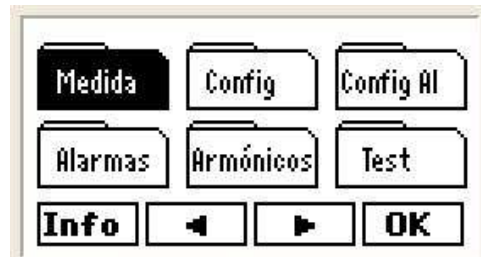 Medida Config Config Al
Alarmas Armónicos Test
Info ◀ ▶ OK